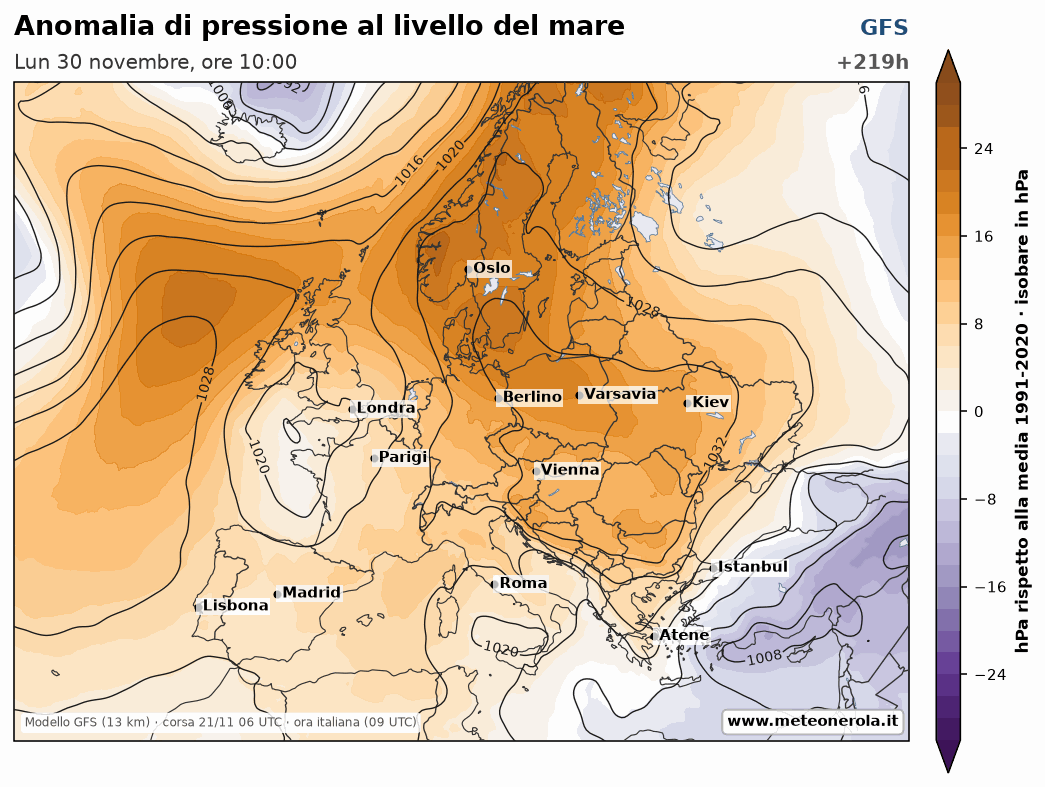 Anomalia di pressione al livello del mare
GFS
Lun 30 novembre, ore 10:00
+219h
1000
992
1016
1020
Oslo
1028
1028
Berlino
Varsavia
Kiev
Londra
1020
Parigi
1032
Vienna
Istanbul
Roma
Madrid
Lisbona
Atene
1020
1008
Modello GFS (13 km) · corsa 21/11 06 UTC · ora italiana (09 UTC)
www.meteonerola.it
24
16
8
0
−8
−16
−24
hPa rispetto alla media 1991-2020 · isobare in hPa